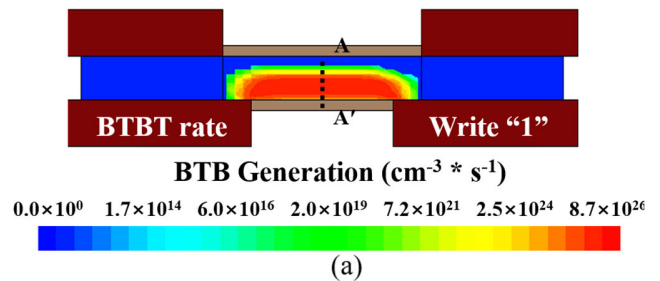 A
BTBT rate
A′
Write “1”
BTB Generation (cm⁻³ * s⁻¹)
0.0×10⁰ 1.7×10¹⁴ 6.0×10¹⁶ 2.0×10¹⁹ 7.2×10²¹ 2.5×10²⁴ 8.7×10²⁶
(a)